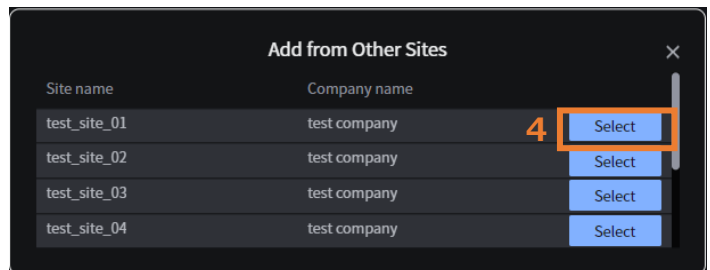 Add from Other Sites ×
Site name Company name
test_site_01 test company 4 Select
test_site_02 test company Select
test_site_03 test company Select
test_site_04 test company Select